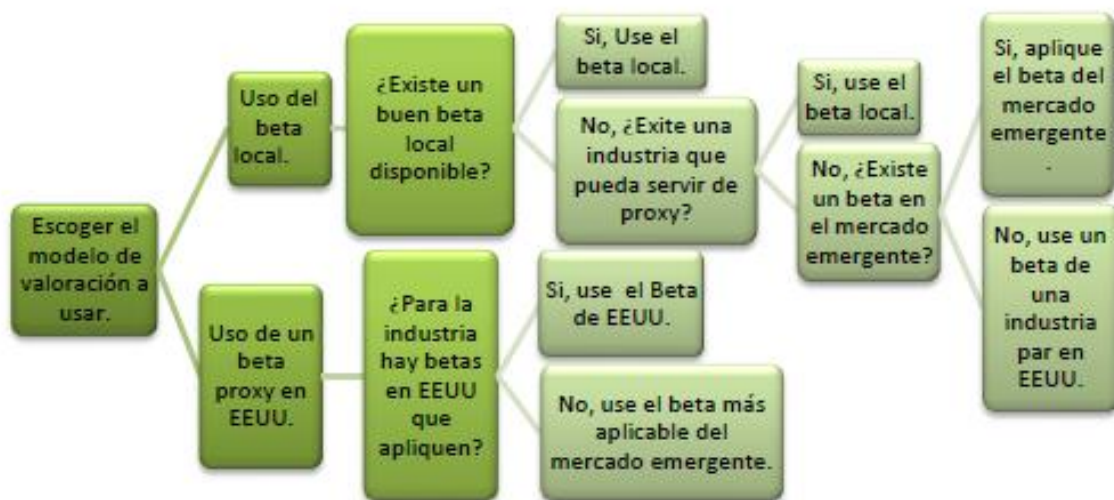 Escoger el
modelo de
valoración a
usar.
Uso del
beta
local.
¿Existe un
buen beta
local
disponible?
Si, Use el
beta local.
No, ¿Exite una
industria que
pueda servir de
proxy?
Si, use el
beta local.
No, ¿Existe
un beta en
el mercado
emergente?
Si, aplique
el beta del
mercado
emergente
.
No, use un
beta de
una
industria
par en
EEUU.
Uso de un
beta
proxy en
EEUU.
¿Para la
industria
hay betas
en EEUU
que
apliquen?
Si, use el Beta
de EEUU.
No, use el beta más
aplicable del
mercado emergente.